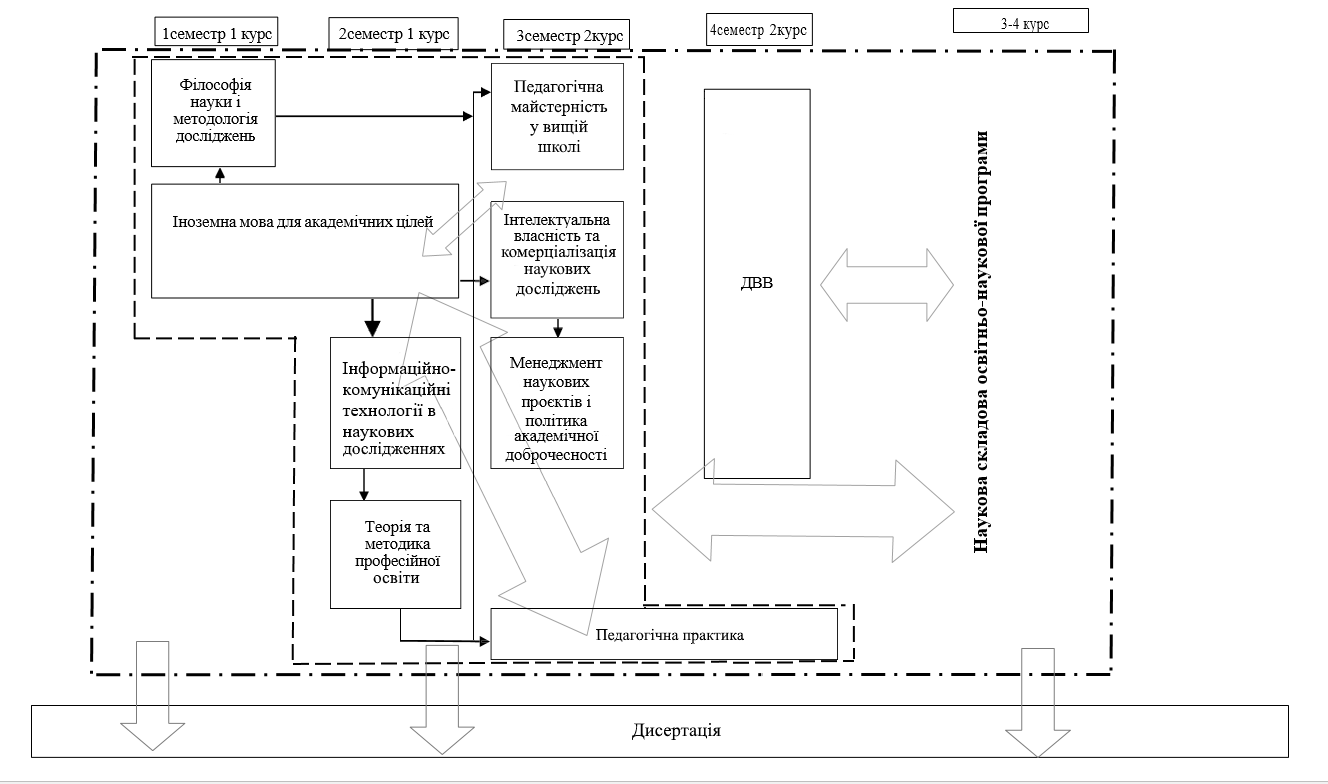 1семестр 1 курс
2семестр 1 курс
3семестр 2курс
4семестр 2курс
3-4 курс
Філософія
науки і
методологія
досліджень
Педагогічна
майстерність
у вищій
школі
Іноземна мова для академічних цілей
Інтелектуальна
власність та
комерціалізація
наукових
досліджень
ДВВ
Наукова складова освітньо-наукової програми
Інформаційно-
комунікаційні
технології в
наукових
дослідженнях
Менеджмент
наукових
проєктів і
політика
академічної
доброчесності
Теорія та
методика
професійної
освіти
Педагогічна практика
Дисертація